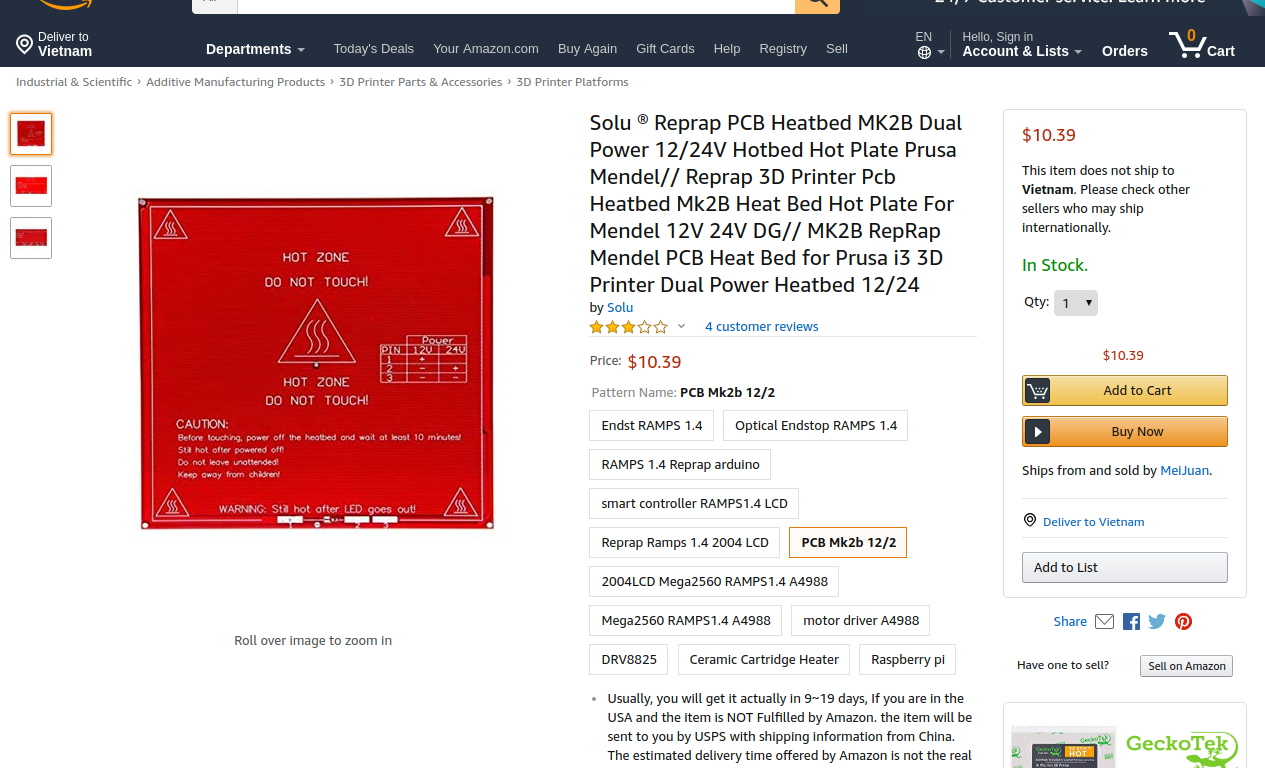 24/7 Customer service. Learn more
Deliver to
Vietnam
Departments
Today's Deals
Your Amazon.com
Buy Again
Gift Cards
Help
Registry
Sell
EN
Hello, Sign in
Account & Lists
Orders
0
Cart
Industrial & Scientific › Additive Manufacturing Products › 3D Printer Parts & Accessories › 3D Printer Platforms
HOT ZONE
DO NOT TOUCH!
Power
PIN 12V 24V
1 + 
2 - +
3 - -
HOT ZONE
DO NOT TOUCH!
CAUTION:
Before touching, power off the heatbed and wait at least 10 minutes!
Still hot after powered off!
Do not leave unattended!
Keep away from children!
WARNING: Still hot after LED goes out!
1 2 3
Roll over image to zoom in
Solu ® Reprap PCB Heatbed MK2B Dual
Power 12/24V Hotbed Hot Plate Prusa
Mendel// Reprap 3D Printer Pcb
Heatbed Mk2B Heat Bed Hot Plate For
Mendel 12V 24V DG// MK2B RepRap
Mendel PCB Heat Bed for Prusa i3 3D
Printer Dual Power Heatbed 12/24
by Solu
4 customer reviews
Price: $10.39
Pattern Name: PCB Mk2b 12/2
Endst RAMPS 1.4
Optical Endstop RAMPS 1.4
RAMPS 1.4 Reprap arduino
smart controller RAMPS1.4 LCD
Reprap Ramps 1.4 2004 LCD
PCB Mk2b 12/2
2004LCD Mega2560 RAMPS1.4 A4988
Mega2560 RAMPS1.4 A4988
motor driver A4988
DRV8825
Ceramic Cartridge Heater
Raspberry pi
• Usually, you will get it actually in 9~19 days, If you are in the
USA and the item is NOT Fulfilled by Amazon. the item will be
sent to you by USPS with shipping information from China.
The estimated delivery time offered by Amazon is not the real
$10.39
This item does not ship to
Vietnam. Please check other
sellers who may ship
internationally.
In Stock.
Qty: 1
$10.39
Add to Cart
Buy Now
Ships from and sold by MeiJuan.
Deliver to Vietnam
Add to List
Share
Have one to sell?
Sell on Amazon
GeckoTek
HOT
GeckoTek